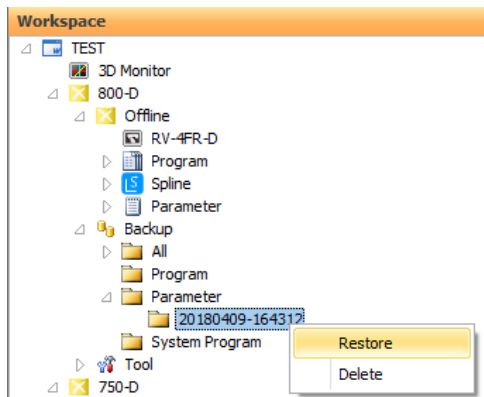 Workspace
TEST
3D Monitor
800-D
Offline
RV-4FR-D
Program
LS Spline
Parameter
Backup
All
Program
Parameter
20180409-164312
Restore
System Program
Delete
Tool
750-D